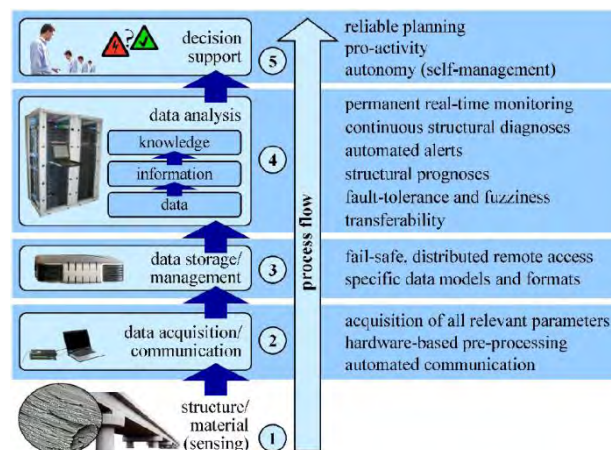 decision
support
5
?
reliable planning
pro-activity
autonomy (self-management)
data analysis
knowledge
information
data
4
permanent real-time monitoring
continuous structural diagnoses
automated alerts
structural prognoses
fault-tolerance and fuzziness
transferability
data storage/
management
3
fail-safe, distributed remote access
specific data models and formats
data acquisition/
communication
2
acquisition of all relevant parameters
hardware-based pre-processing
automated communication
structure/
material
(sensing)
1
process flow